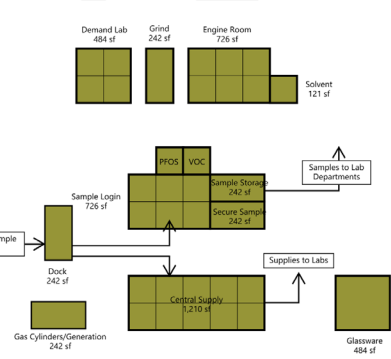 Demand Lab
484 sf
Grind
242 sf
Engine Room
726 sf
Solvent
121 sf
PFOS
VOC
Samples to Lab
Departments
Sample Storage
242 sf
Sample Login
726 sf
Secure Sample
242 sf
Dock
242 sf
Supplies to Labs
Central Supply
1,210 sf
Gas Cylinders/Generation
242 sf
Glassware
484 sf